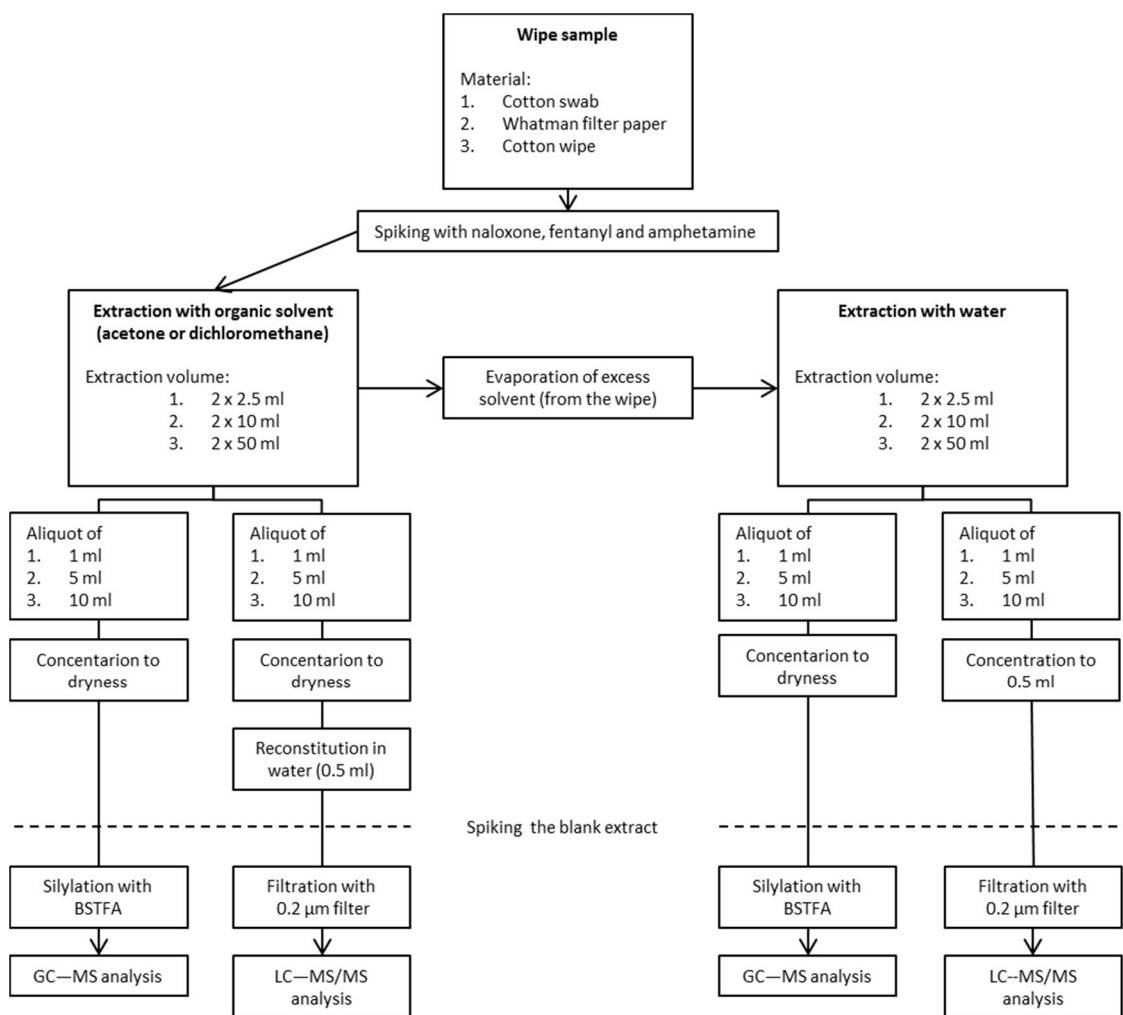 Wipe sample
Material:
1. Cotton swab
2. Whatman filter paper
3. Cotton wipe
Spiking with naloxone, fentanyl and amphetamine
Extraction with organic solvent
(acetone or dichloromethane)
Extraction volume:
1. 2 x 2.5 ml
2. 2 x 10 ml
3. 2 x 50 ml
Evaporation of excess
solvent (from the wipe)
Extraction with water
Extraction volume:
1. 2 x 2.5 ml
2. 2 x 10 ml
3. 2 x 50 ml
Aliquot of
1. 1 ml
2. 5 ml
3. 10 ml
Aliquot of
1. 1 ml
2. 5 ml
3. 10 ml
Aliquot of
1. 1 ml
2. 5 ml
3. 10 ml
Aliquot of
1. 1 ml
2. 5 ml
3. 10 ml
Concentarion to
dryness
Concentarion to
dryness
Concentarion to
dryness
Concentration to
0.5 ml
Reconstitution in
water (0.5 ml)
Spiking the blank extract
Silylation with
BSTFA
Filtration with
0.2 µm filter
Silylation with
BSTFA
Filtration with
0.2 µm filter
GC—MS analysis
LC—MS/MS
analysis
GC—MS analysis
LC--MS/MS
analysis